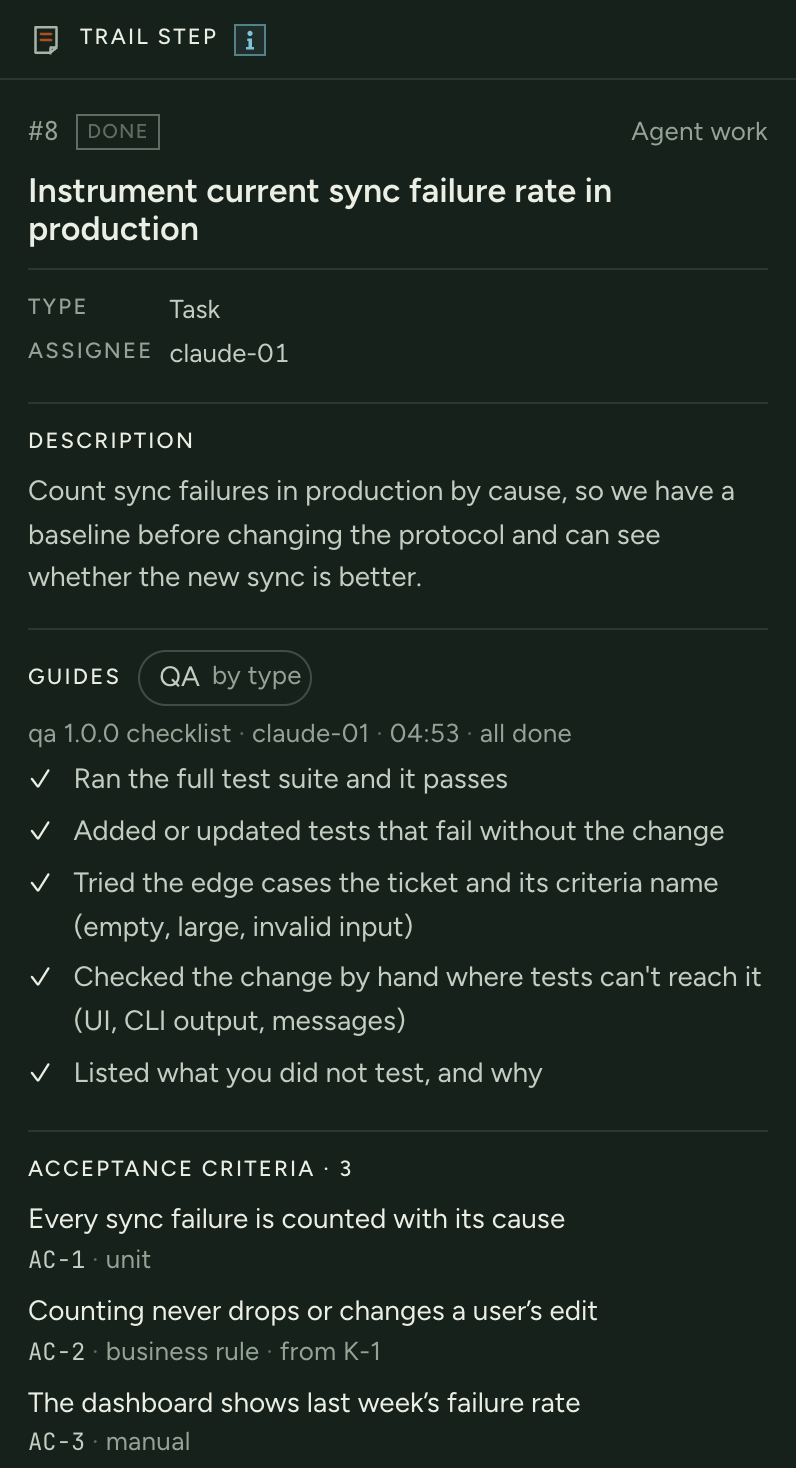 TRAIL STEP i
#8 DONE Agent work
Instrument current sync failure rate in
production
TYPE Task
ASSIGNEE claude-01
DESCRIPTION
Count sync failures in production by cause, so we have a
baseline before changing the protocol and can see
whether the new sync is better.
GUIDES QA by type
qa 1.0.0 checklist · claude-01 · 04:53 · all done
✓ Ran the full test suite and it passes
✓ Added or updated tests that fail without the change
✓ Tried the edge cases the ticket and its criteria name
(empty, large, invalid input)
✓ Checked the change by hand where tests can't reach it
(UI, CLI output, messages)
✓ Listed what you did not test, and why
ACCEPTANCE CRITERIA · 3
Every sync failure is counted with its cause
AC-1 · unit
Counting never drops or changes a user’s edit
AC-2 · business rule · from K-1
The dashboard shows last week’s failure rate
AC-3 · manual